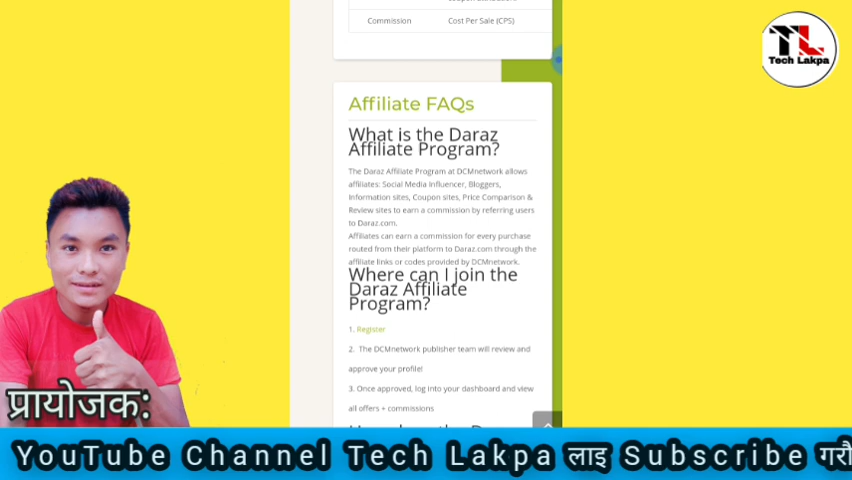 Commission Cost Per Sale (CPS)
TL
Tech Lakpa
Affiliate FAQs
What is the Daraz
Affiliate Program?
The Daraz Affiliate Program at DCMnetwork allows
affiliates: Social Media Influencer, Bloggers,
Information sites, Coupon sites, Price Comparison &
Review sites to earn a commission by referring users
to Daraz.com.
Affiliates can earn a commission for every purchase
routed from their platform to Daraz.com through the
affiliate links or codes provided by DCMnetwork.
Where can I join the
Daraz Affiliate
Program?
1. Register
2. The DCMnetwork publisher team will review and
approve your profile!
3. Once approved, log into your dashboard and view
all offers + commissions
प्रायोजक:
YouTube Channel Tech Lakpa लाइ Subscribe गरौ